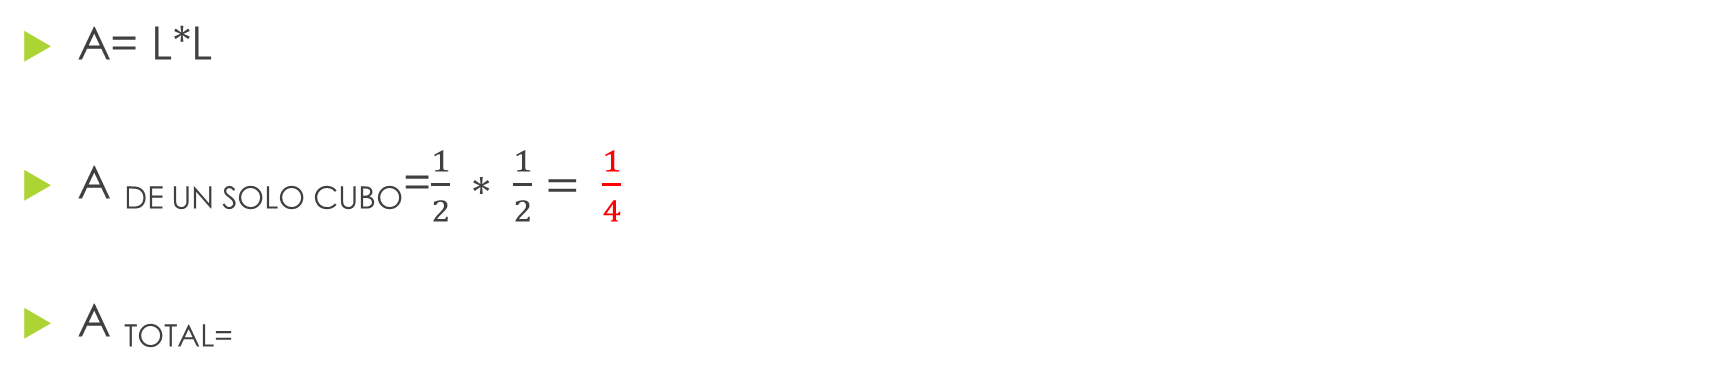 A= L*L
A DE UN SOLO CUBO=1/2 * 1/2 = 1/4
A TOTAL=